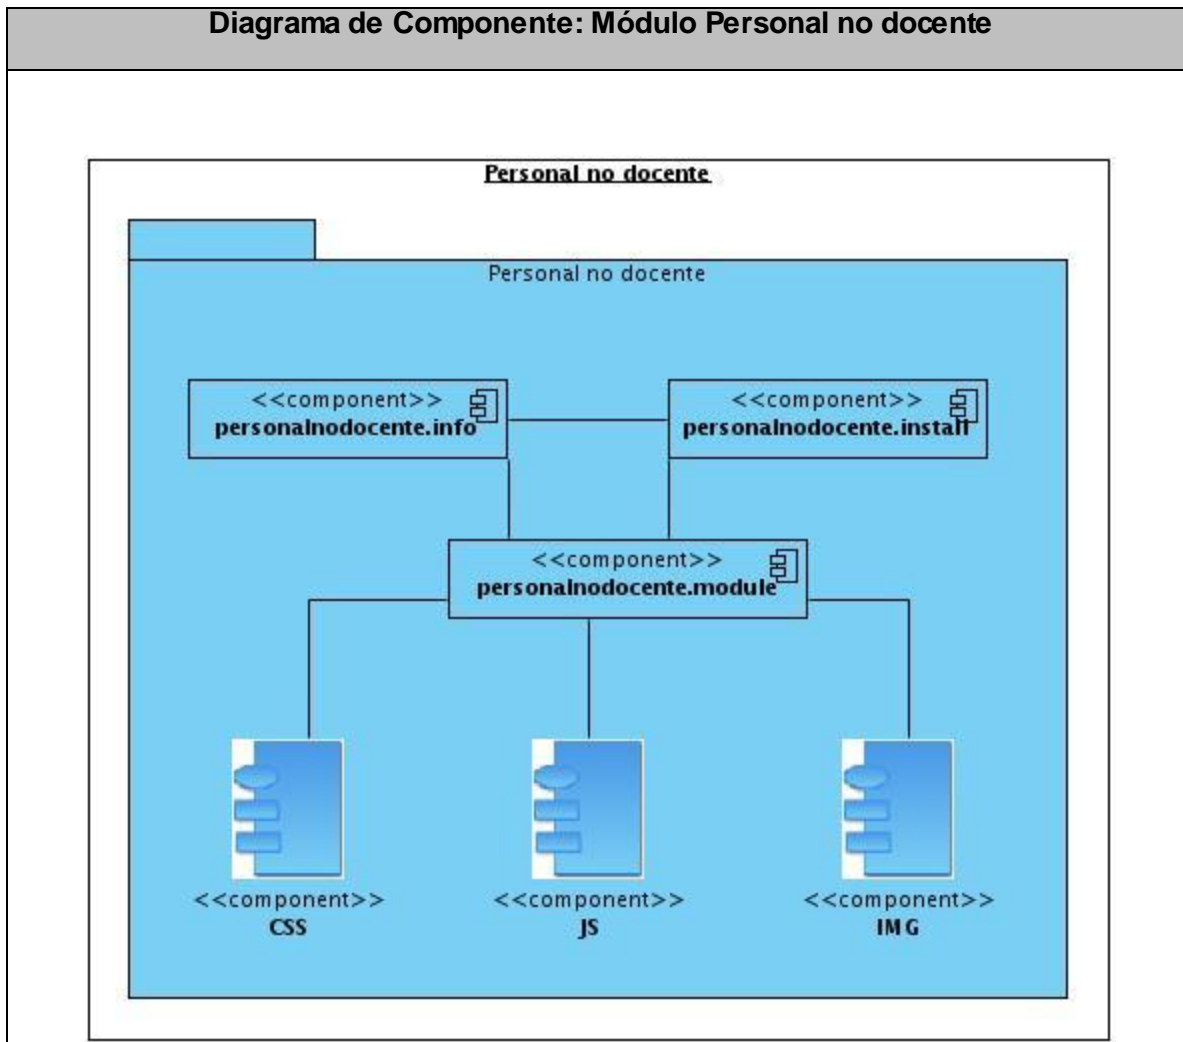 Diagrama de Componente: Módulo Personal no docente
Personal no docente
Personal no docente
<<component>>
personalnodocente.info
<<component>>
personalnodocente.install
<<component>>
personalnodocente.module
<<component>>
CSS
<<component>>
JS
<<component>>
IMG